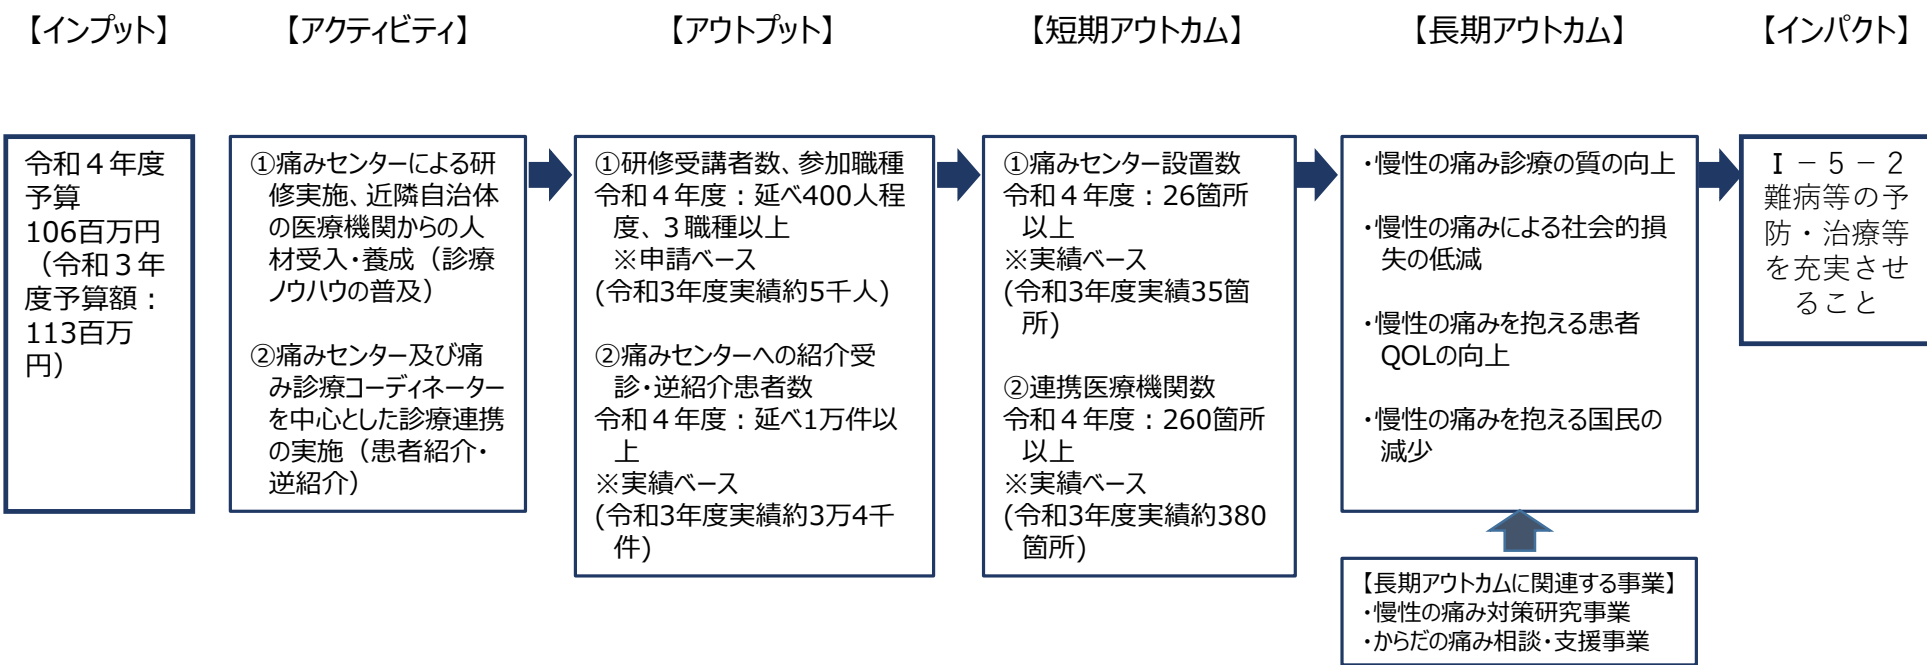 【インプット】
【アクティビティ】
【アウトプット】
【短期アウトカム】
【長期アウトカム】
【インパクト】
令和４年度
予算
106百万円
（令和３年
度予算額：
113百万
円）
①痛みセンターによる研
修実施、近隣自治体
の医療機関からの人
材受入・養成（診療
ノウハウの普及）
②痛みセンター及び痛
み診療コーディネーター
を中心とした診療連携
の実施（患者紹介・
逆紹介）
①研修受講者数、参加職種
令和４年度：延べ400人程
度、３職種以上
※申請ベース
(令和3年度実績約5千人)
②痛みセンターへの紹介受
診・逆紹介患者数
令和４年度：延べ1万件以
上
※実績ベース
(令和3年度実績約3万4千
件)
①痛みセンター設置数
令和４年度：26箇所
以上
※実績ベース
(令和3年度実績35箇
所)
②連携医療機関数
令和４年度：260箇所
以上
※実績ベース
(令和3年度実績約380
箇所)
・慢性の痛み診療の質の向上
・慢性の痛みによる社会的損
失の低減
・慢性の痛みを抱える患者
QOLの向上
・慢性の痛みを抱える国民の
減少
【長期アウトカムに関連する事業】
・慢性の痛み対策研究事業
・からだの痛み相談・支援事業
Ⅰ－５－２
難病等の予
防・治療等
を充実させ
ること